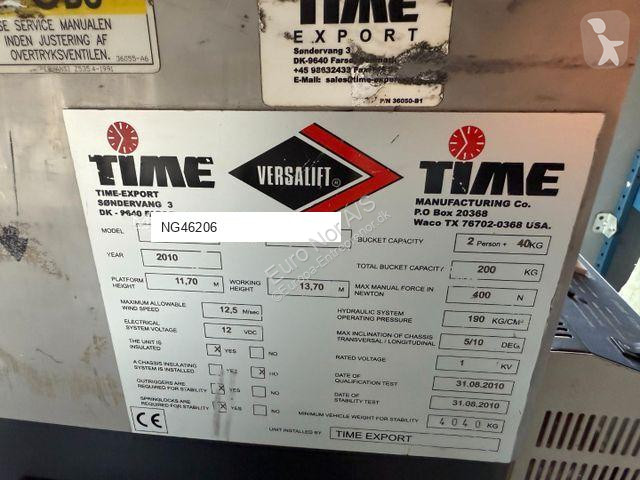 SE SERVICE MANUALEN
INDEN JUSTERING AF
OVERTRYKSVENTILEN.
36055-A6
TIME
EXPORT
Søndervang 3
DK-9640 Farsø,
+45 98632433
E-Mail: sales@time-export
P/N 36050-B1
TIME
TIME-EXPORT
SØNDERVANG 3
DK - 9640
VERSALIFT ®
TIME
MANUFACTURING Co.
P.O Box 20368
Waco TX 76702-0368 USA.
MODEL
NG46206
BUCKET CAPACITY 2 Person + 40KG
YEAR 2010
TOTAL BUCKET CAPACITY/ 200 KG
PLATFORM HEIGHT 11,70 M
WORKING HEIGHT 13,70 M
MAX MANUAL FORCE IN NEWTON 400 N
MAXIMUM ALLOWABLE WIND SPEED 12,5 M/sec
HYDRAULIC SYSTEM OPERATING PRESSURE 190 KG/CM²
ELECTRICAL SYSTEM VOLTAGE 12 VDC
MAX INCLINATION OF CHASSIS TRANSVERSAL / LONGITUDINAL 5/10 DEG.
THE UNIT IS INSULATED X YES NO
RATED VOLTAGE 1 KV
A CHASSIS INSULATING SYSTEM IS INSTALLED YES X NO
DATE OF QUALIFICATION TEST 31.08.2010
OUTRIGGERS ARE REQUIRED FOR STABILITY X YES NO
DATE OF STABILITY TEST 31.08.2010
SPRINGLOCKS ARE REQUIRED FOR STABILITY X YES NO
MINIMUM VEHICLE WEIGHT FOR STABILITY 4040 KG
CE
UNIT INSTALLED BY TIME EXPORT
Euro Noria A/S